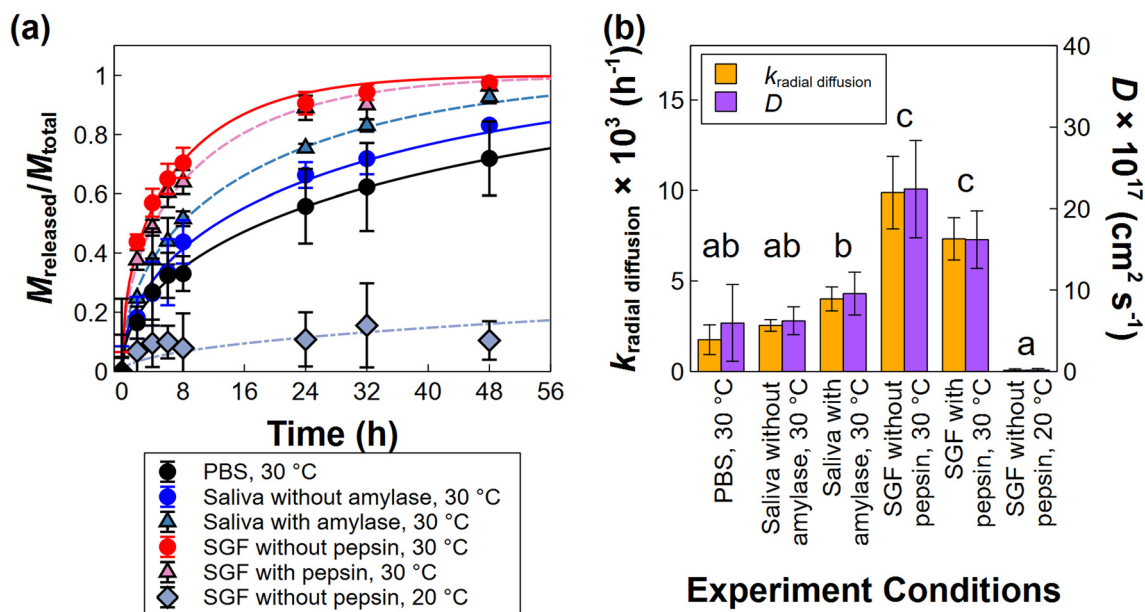 (a)
M released/M total
1
0.8
0.6
0.4
0.2
0
0 8 16 24 32 40 48 56
Time (h)
PBS, 30 °C
Saliva without amylase, 30 °C
Saliva with amylase, 30 °C
SGF without pepsin, 30 °C
SGF with pepsin, 30 °C
SGF without pepsin, 20 °C
(b)
k radial diffusion × 10³ (h⁻¹)
15
10
5
0
k radial diffusion
D
ab
ab
b
c
c
a
40
30
20
10
0
D × 10¹⁷ (cm² s⁻¹)
PBS, 30 °C
Saliva without
amylase, 30 °C
Saliva with
amylase, 30 °C
SGF without
pepsin, 30 °C
SGF with
pepsin, 30 °C
SGF without
pepsin, 20 °C
Experiment Conditions